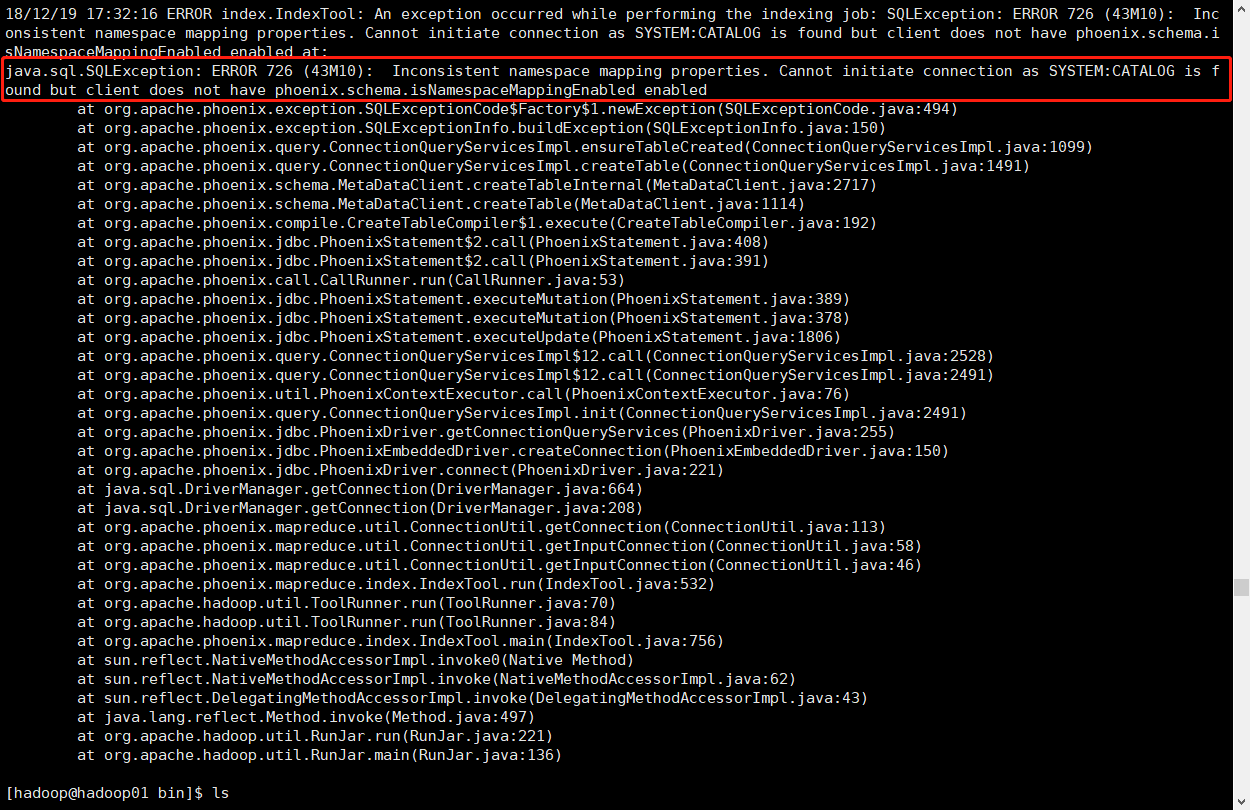 18/12/19 17:32:16 ERROR index.IndexTool: An exception occurred while performing the indexing job: SQLException: ERROR 726 (43M10):  Inc
onsistent namespace mapping properties. Cannot initiate connection as SYSTEM:CATALOG is found but client does not have phoenix.schema.i
sNamespaceMappingEnabled enabled at:
java.sql.SQLException: ERROR 726 (43M10):  Inconsistent namespace mapping properties. Cannot initiate connection as SYSTEM:CATALOG is f
ound but client does not have phoenix.schema.isNamespaceMappingEnabled enabled
at org.apache.phoenix.exception.SQLExceptionCode$Factory$1.newException(SQLExceptionCode.java:494)
at org.apache.phoenix.exception.SQLExceptionInfo.buildException(SQLExceptionInfo.java:150)
at org.apache.phoenix.query.ConnectionQueryServicesImpl.ensureTableCreated(ConnectionQueryServicesImpl.java:1099)
at org.apache.phoenix.query.ConnectionQueryServicesImpl.createTable(ConnectionQueryServicesImpl.java:1491)
at org.apache.phoenix.schema.MetaDataClient.createTableInternal(MetaDataClient.java:2717)
at org.apache.phoenix.schema.MetaDataClient.createTable(MetaDataClient.java:1114)
at org.apache.phoenix.compile.CreateTableCompiler$1.execute(CreateTableCompiler.java:192)
at org.apache.phoenix.jdbc.PhoenixStatement$2.call(PhoenixStatement.java:408)
at org.apache.phoenix.jdbc.PhoenixStatement$2.call(PhoenixStatement.java:391)
at org.apache.phoenix.call.CallRunner.run(CallRunner.java:53)
at org.apache.phoenix.jdbc.PhoenixStatement.executeMutation(PhoenixStatement.java:389)
at org.apache.phoenix.jdbc.PhoenixStatement.executeMutation(PhoenixStatement.java:378)
at org.apache.phoenix.jdbc.PhoenixStatement.executeUpdate(PhoenixStatement.java:1806)
at org.apache.phoenix.query.ConnectionQueryServicesImpl$12.call(ConnectionQueryServicesImpl.java:2528)
at org.apache.phoenix.query.ConnectionQueryServicesImpl$12.call(ConnectionQueryServicesImpl.java:2491)
at org.apache.phoenix.util.PhoenixContextExecutor.call(PhoenixContextExecutor.java:76)
at org.apache.phoenix.query.ConnectionQueryServicesImpl.init(ConnectionQueryServicesImpl.java:2491)
at org.apache.phoenix.jdbc.PhoenixDriver.getConnectionQueryServices(PhoenixDriver.java:255)
at org.apache.phoenix.jdbc.PhoenixEmbeddedDriver.createConnection(PhoenixEmbeddedDriver.java:150)
at org.apache.phoenix.jdbc.PhoenixDriver.connect(PhoenixDriver.java:221)
at java.sql.DriverManager.getConnection(DriverManager.java:664)
at java.sql.DriverManager.getConnection(DriverManager.java:208)
at org.apache.phoenix.mapreduce.util.ConnectionUtil.getConnection(ConnectionUtil.java:113)
at org.apache.phoenix.mapreduce.util.ConnectionUtil.getInputConnection(ConnectionUtil.java:58)
at org.apache.phoenix.mapreduce.util.ConnectionUtil.getInputConnection(ConnectionUtil.java:46)
at org.apache.phoenix.mapreduce.index.IndexTool.run(IndexTool.java:532)
at org.apache.hadoop.util.ToolRunner.run(ToolRunner.java:70)
at org.apache.hadoop.util.ToolRunner.run(ToolRunner.java:84)
at org.apache.phoenix.mapreduce.index.IndexTool.main(IndexTool.java:756)
at sun.reflect.NativeMethodAccessorImpl.invoke0(Native Method)
at sun.reflect.NativeMethodAccessorImpl.invoke(NativeMethodAccessorImpl.java:62)
at sun.reflect.DelegatingMethodAccessorImpl.invoke(DelegatingMethodAccessorImpl.java:43)
at java.lang.reflect.Method.invoke(Method.java:497)
at org.apache.hadoop.util.RunJar.run(RunJar.java:221)
at org.apache.hadoop.util.RunJar.main(RunJar.java:136)
[hadoop@hadoop01 bin]$ ls